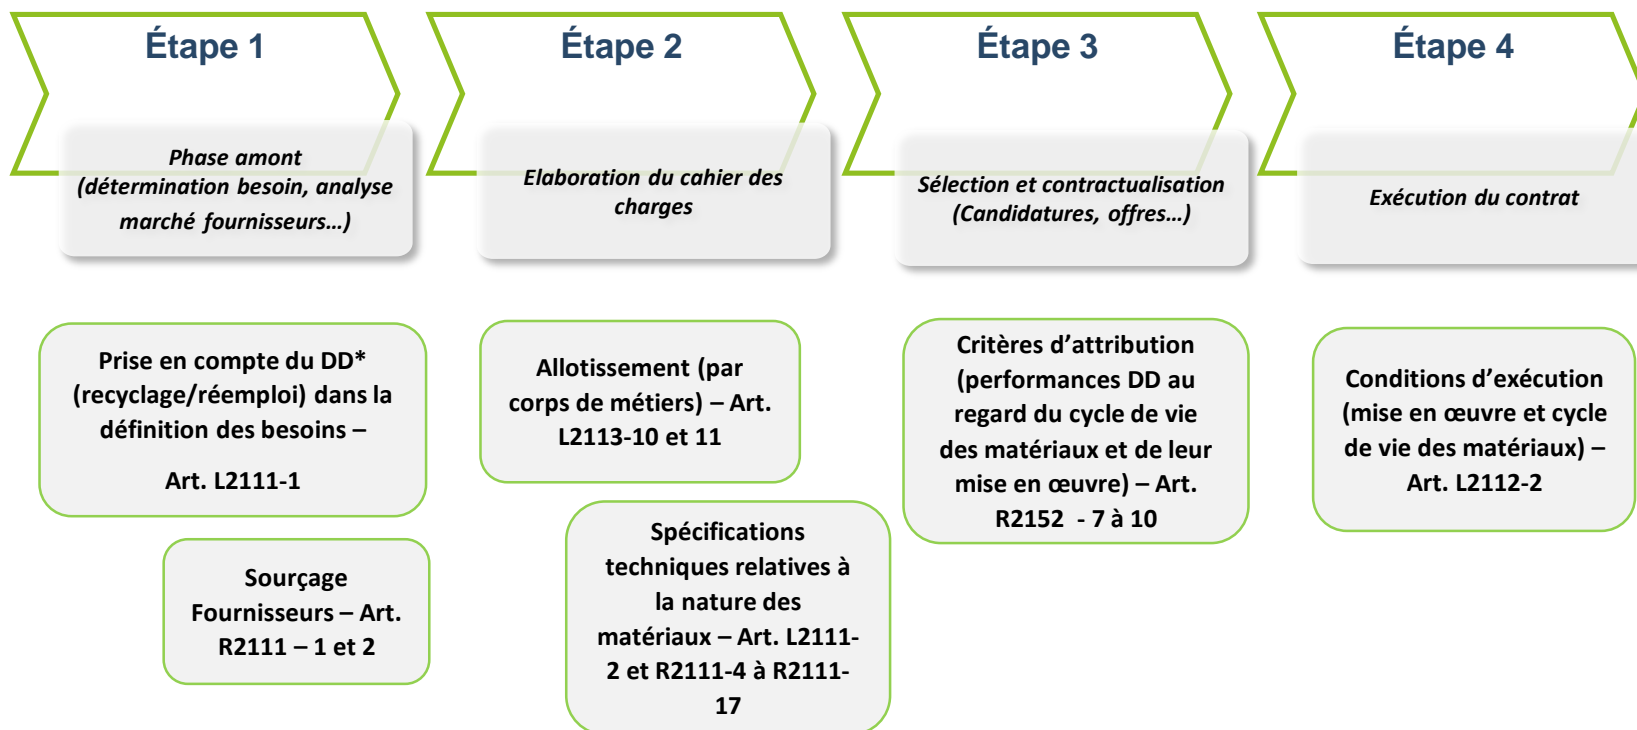 Étape 1
Étape 2
Étape 3
Étape 4
Phase amont
(détermination besoin, analyse
marché fournisseurs…)
Elaboration du cahier des
charges
Sélection et contractualisation
(Candidatures, offres…)
Exécution du contrat
Prise en compte du DD*
(recyclage/réemploi) dans la
définition des besoins –
Art. L2111-1
Sourçage
Fournisseurs – Art.
R2111 – 1 et 2
Allotissement (par
corps de métiers) – Art.
L2113-10 et 11
Spécifications
techniques relatives à
la nature des
matériaux – Art. L2111-
2 et R2111-4 à R2111-
17
Critères d’attribution
(performances DD au
regard du cycle de vie
des matériaux et de leur
mise en œuvre) – Art.
R2152 - 7 à 10
Conditions d’exécution
(mise en œuvre et cycle
de vie des matériaux) –
Art. L2112-2